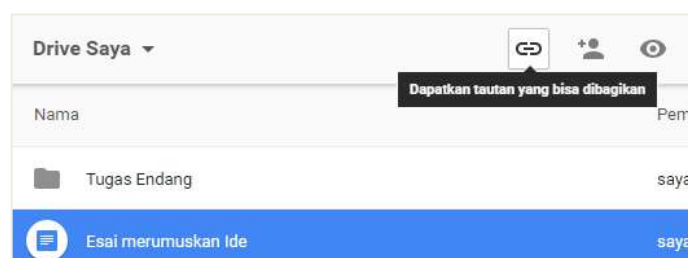 Drive Saya
Dapatkan tautan yang bisa dibagikan
Nama
Tugas Endang
saya
Esai merumuskan Ide
saya